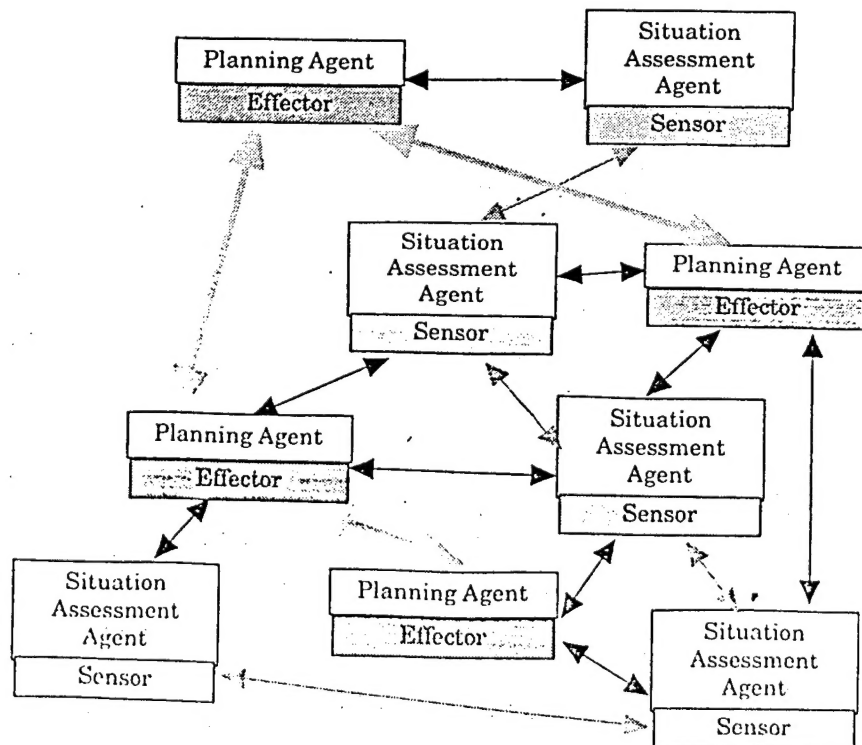 Planning Agent
Effector
Situation
Assessment
Agent
Sensor
Situation
Assessment
Agent
Sensor
Planning Agent
Effector
Planning Agent
Effector
Situation
Assessment
Agent
Sensor
Situation
Assessment
Agent
Sensor
Planning Agent
Effector
Situation
Assessment
Agent
Sensor